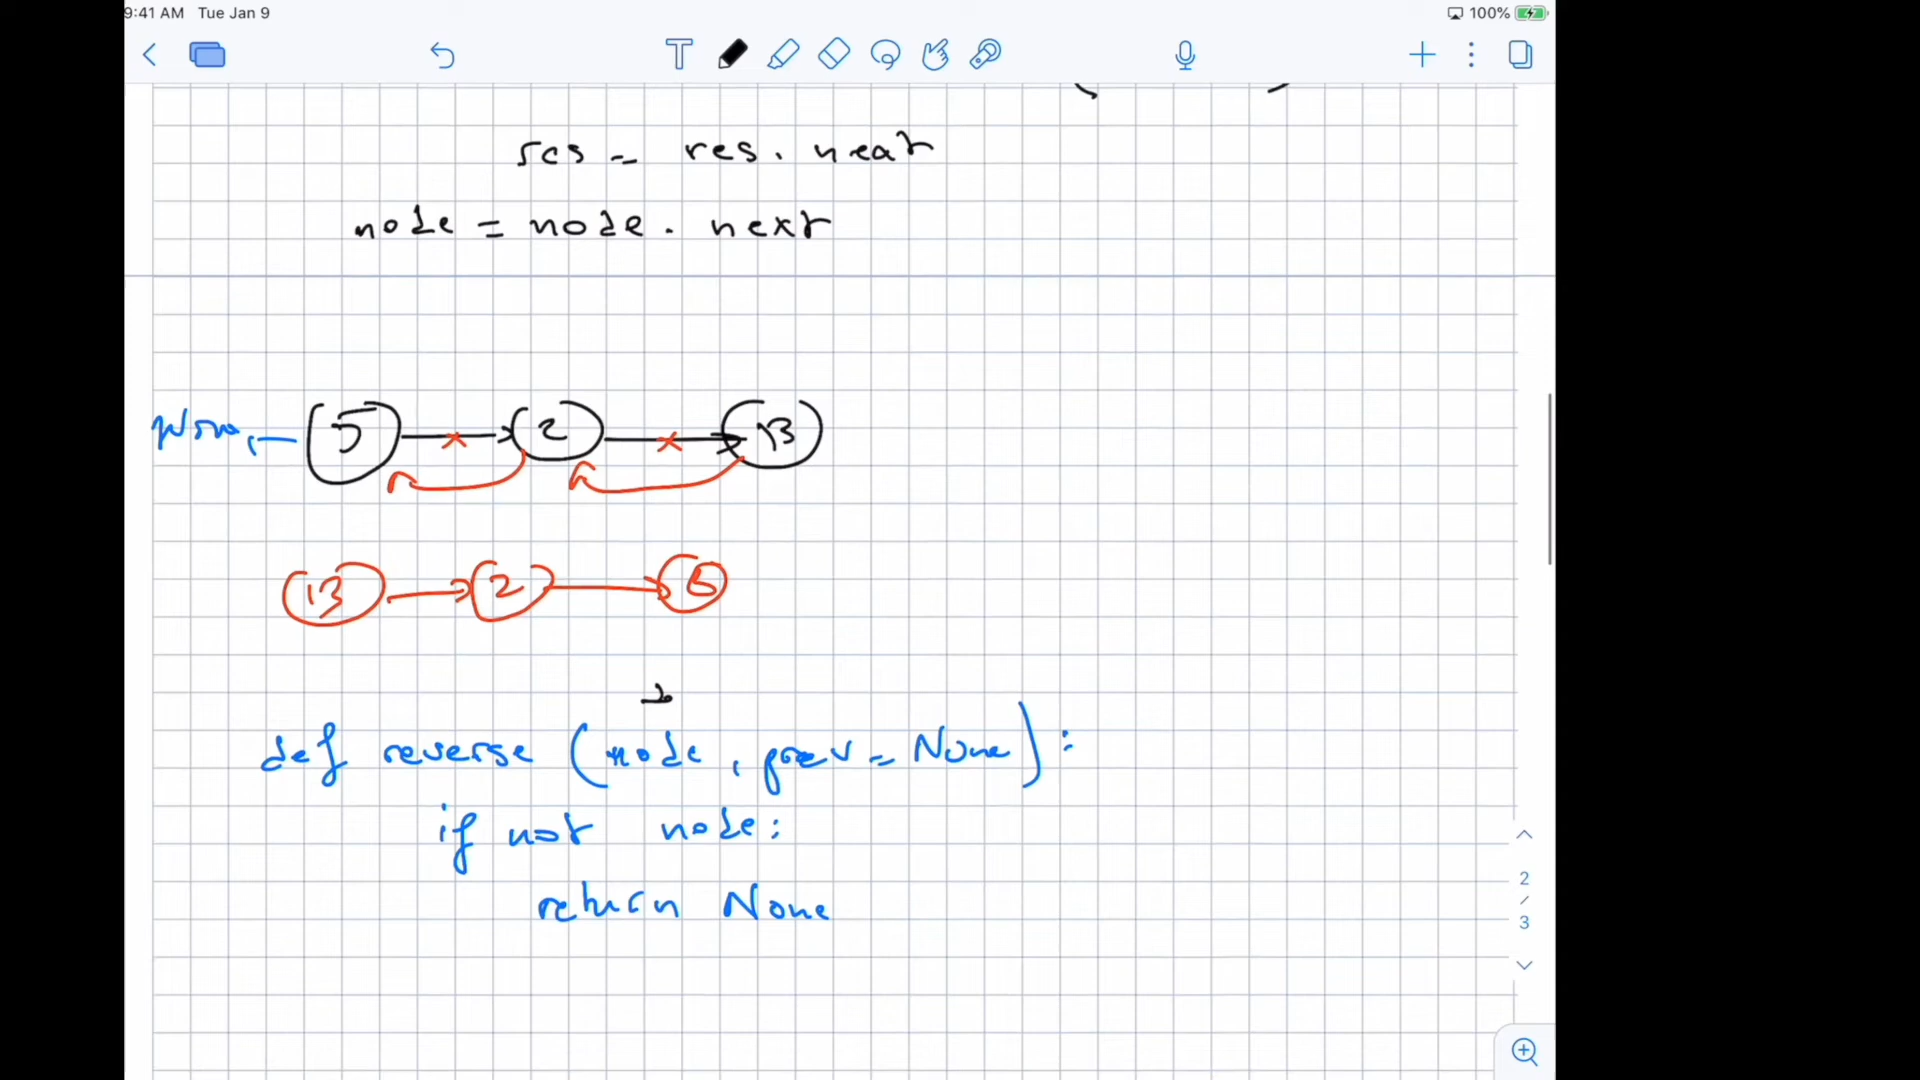 9:41 AM Tue Jan 9 100%
res = res.next
node = node.next
None 5 2 13
13 2 5
def reverse (node, prev = None):
if not node:
return None
2
3